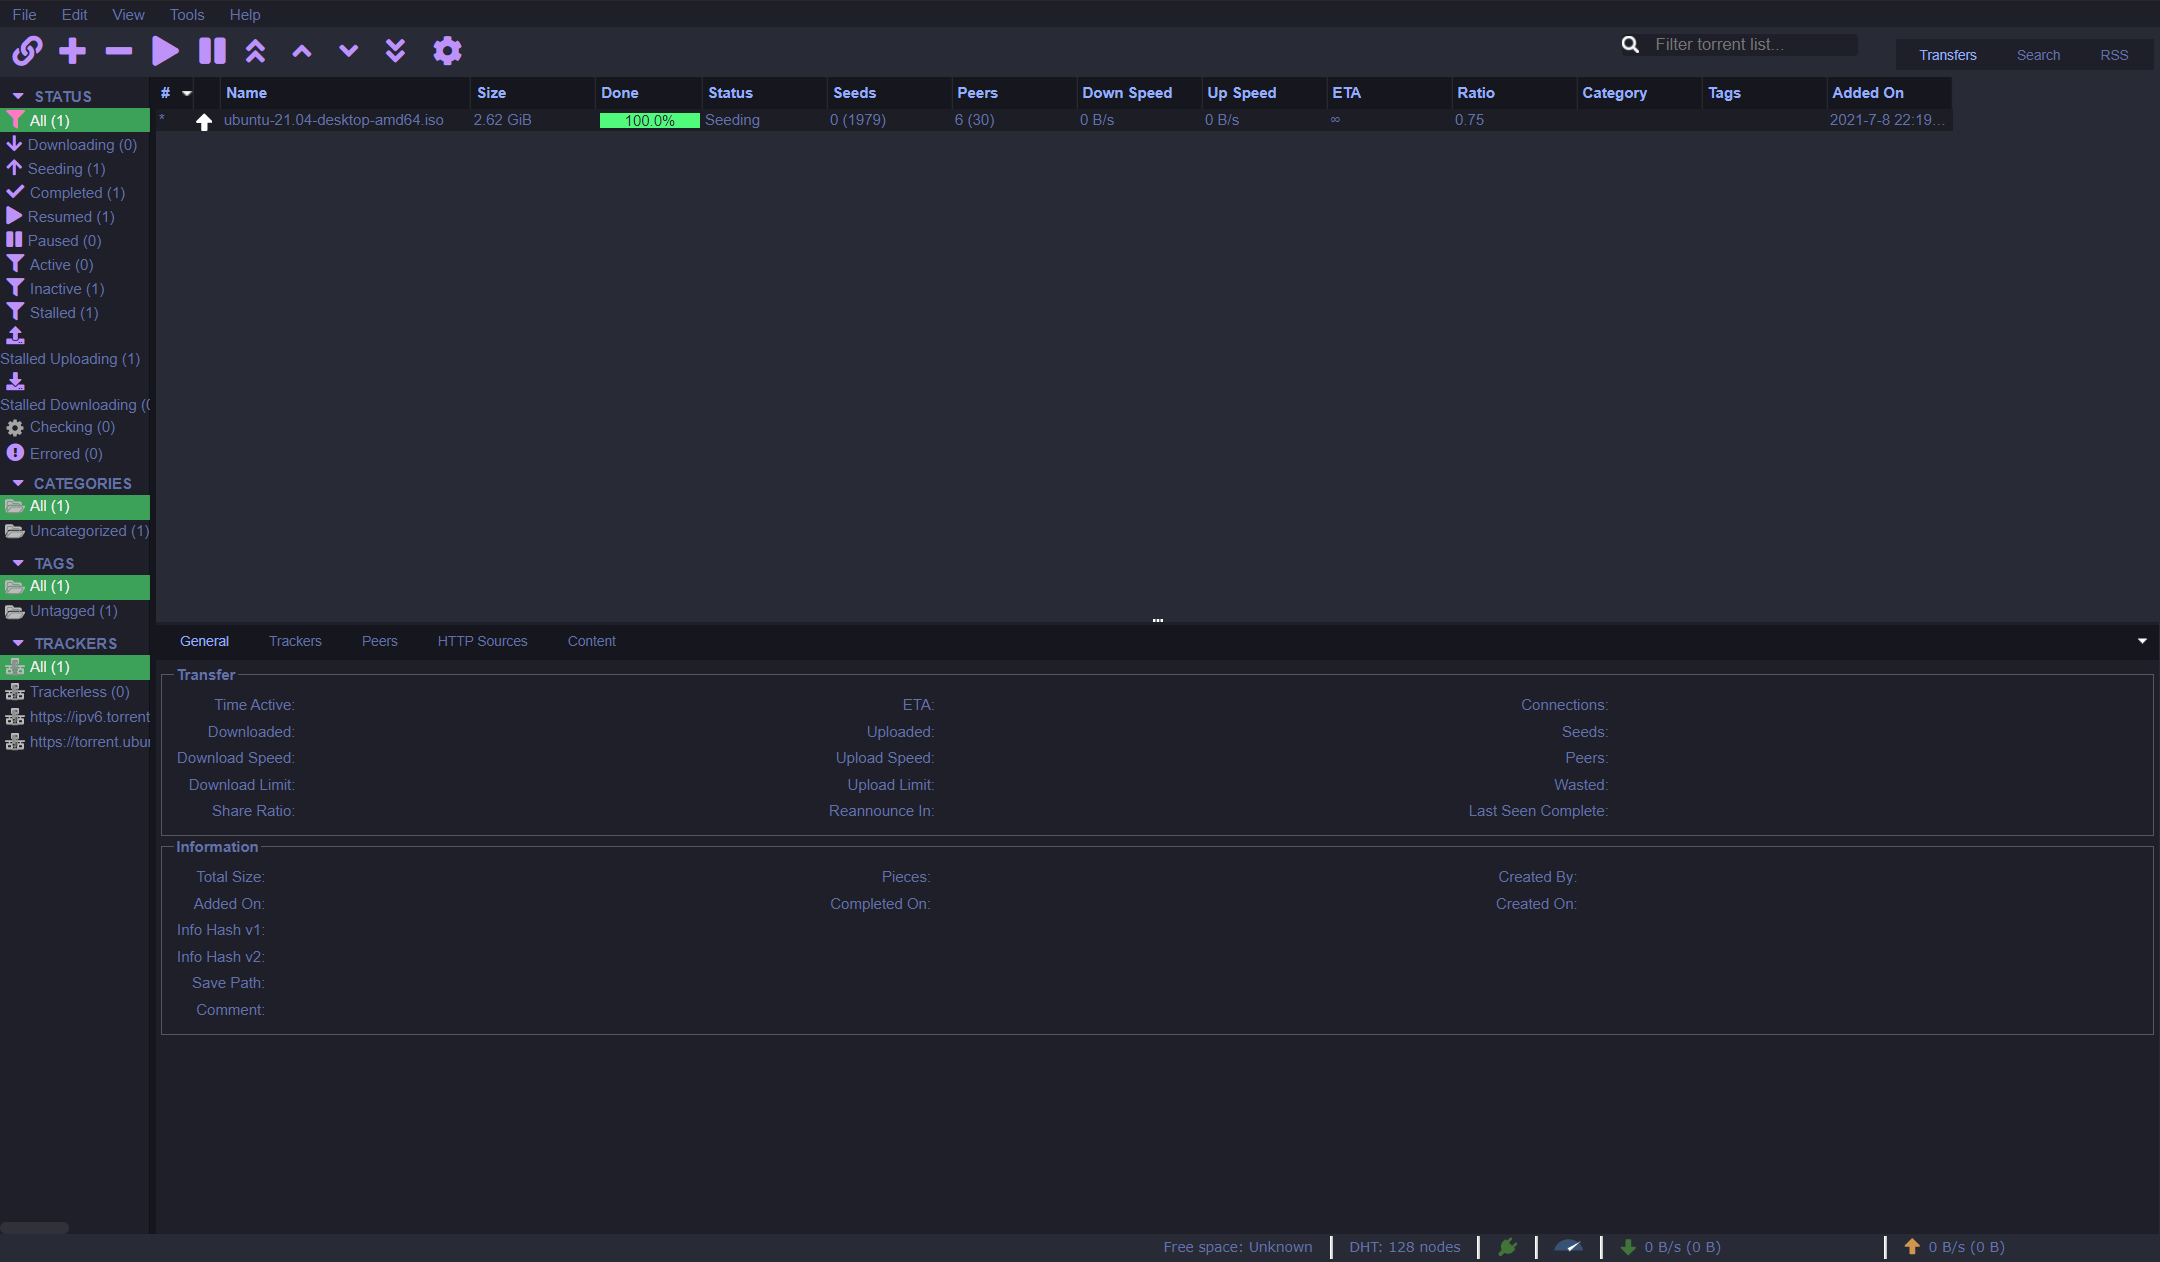 File Edit View Tools Help
Filter torrent list...
Transfers Search RSS
STATUS
All (1)
Downloading (0)
Seeding (1)
Completed (1)
Resumed (1)
Paused (0)
Active (0)
Inactive (1)
Stalled (1)
Stalled Uploading (1)
Stalled Downloading (0
Checking (0)
Errored (0)
CATEGORIES
All (1)
Uncategorized (1)
TAGS
All (1)
Untagged (1)
TRACKERS
All (1)
Trackerless (0)
https://ipv6.torrent
https://torrent.ubu
# Name Size Done Status Seeds Peers Down Speed Up Speed ETA Ratio Category Tags Added On
* ubuntu-21.04-desktop-amd64.iso 2.62 GiB 100.0% Seeding 0 (1979) 6 (30) 0 B/s 0 B/s ∞ 0.75 2021-7-8 22:19...
General Trackers Peers HTTP Sources Content
Transfer
Time Active: ETA: Connections:
Downloaded: Uploaded: Seeds:
Download Speed: Upload Speed: Peers:
Download Limit: Upload Limit: Wasted:
Share Ratio: Reannounce In: Last Seen Complete:
Information
Total Size: Pieces: Created By:
Added On: Completed On: Created On:
Info Hash v1:
Info Hash v2:
Save Path:
Comment:
Free space: Unknown DHT: 128 nodes 0 B/s (0 B) 0 B/s (0 B)